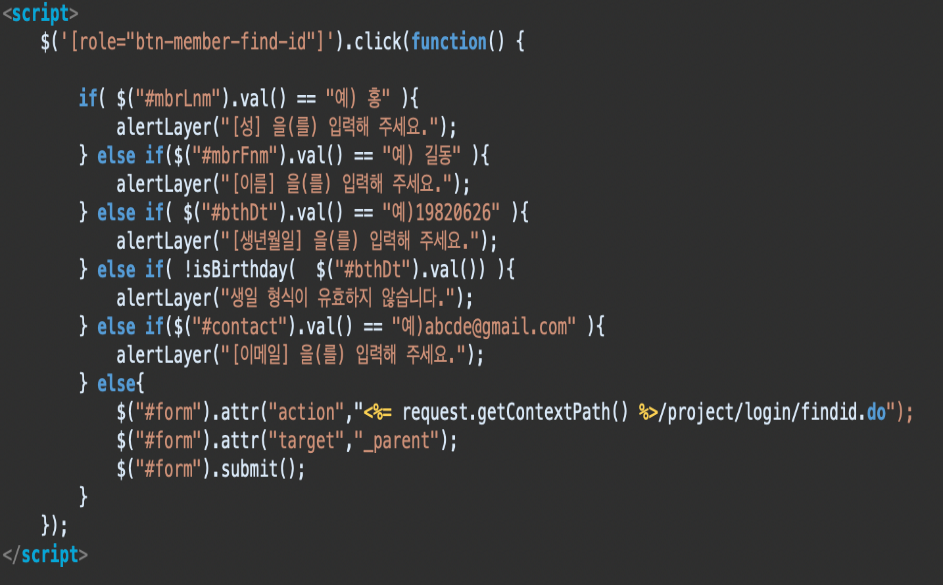 <script>
    $('[role="btn-member-find-id"]').click(function() {

        if( $("#mbrLnm").val() == "예) 홍" ){
            alertLayer("[성] 을(를) 입력해 주세요.");
        } else if($("#mbrFnm").val() == "예) 길동" ){
            alertLayer("[이름] 을(를) 입력해 주세요.");
        } else if( $("#bthDt").val() == "예)19820626" ){
            alertLayer("[생년월일] 을(를) 입력해 주세요.");
        } else if( !isBirthday(  $("#bthDt").val()) ){
            alertLayer("생일 형식이 유효하지 않습니다.");
        } else if($("#contact").val() == "예)abcde@gmail.com" ){
            alertLayer("[이메일] 을(를) 입력해 주세요.");
        } else{
            $("#form").attr("action","<%= request.getContextPath() %>/project/login/findid.do");
            $("#form").attr("target","_parent");
            $("#form").submit();
        }
    });
</script>